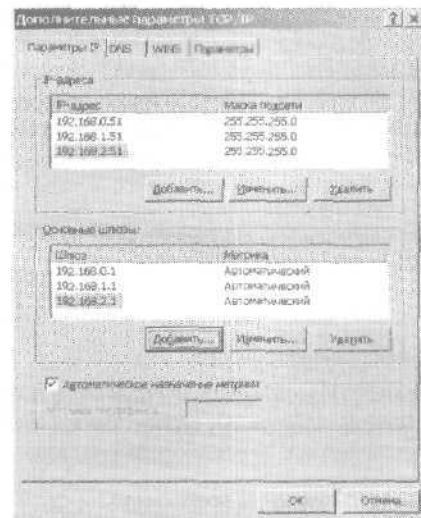 Дополнительные параметры TCP/IP
Параметры IP DNS WINS Параметры
IP-адреса
IP-адрес Маска подсети
192.168.0.51 255.255.255.0
192.168.1.51 255.255.255.0
192.168.2.51 255.255.255.0
Добавить... Изменить... Удалить
Основные шлюзы:
Шлюз Метрика
192.168.0.1 Автоматический
192.168.1.1 Автоматический
192.168.2.1 Автоматический
Добавить... Изменить... Удалить
Автоматическое назначение метрики
OK Отмена